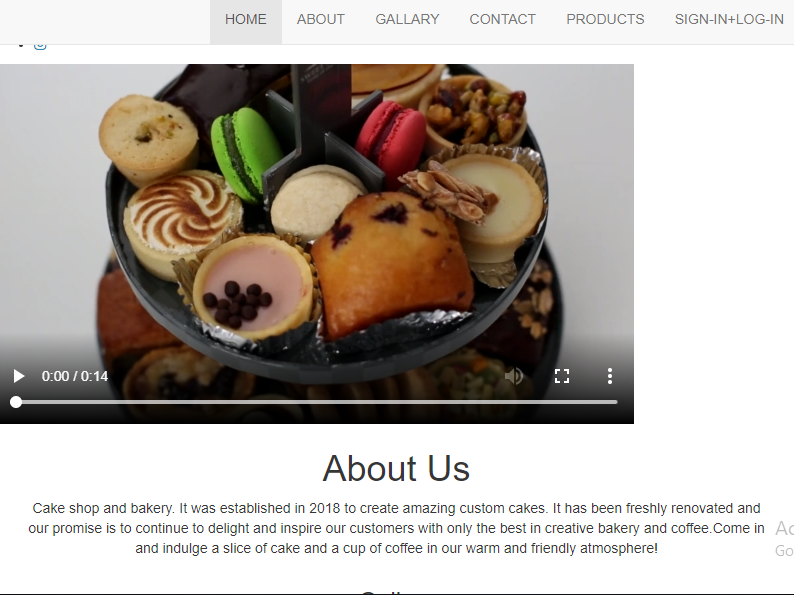 HOME ABOUT GALLARY CONTACT PRODUCTS SIGN-IN+LOG-IN
0:00 / 0:14
About Us
Cake shop and bakery. It was established in 2018 to create amazing custom cakes. It has been freshly renovated and
our promise is to continue to delight and inspire our customers with only the best in creative bakery and coffee.Come in
and indulge a slice of cake and a cup of coffee in our warm and friendly atmosphere!